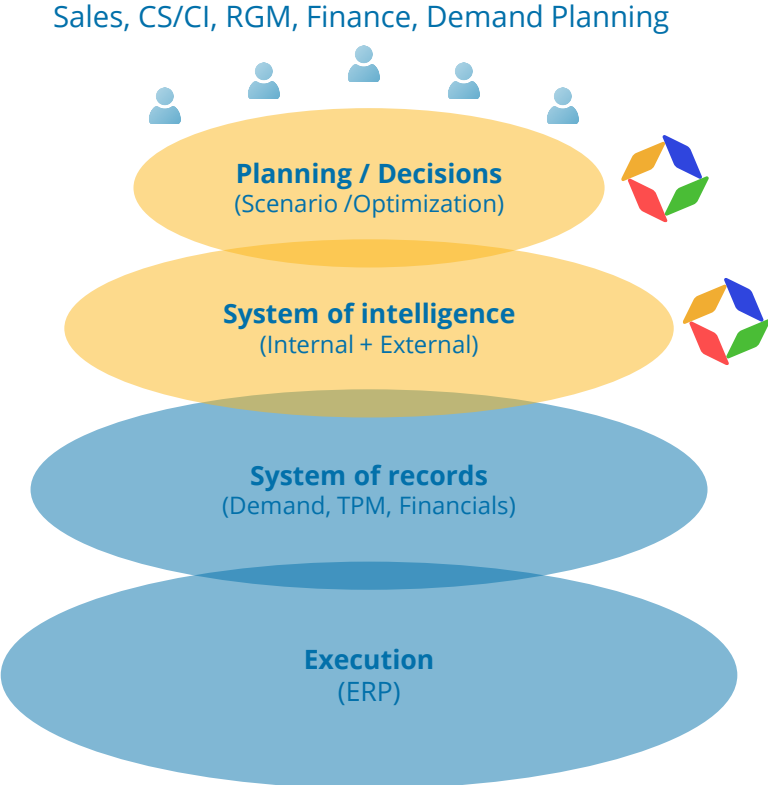 Sales, CS/CI, RGM, Finance, Demand Planning
Planning / Decisions
(Scenario /Optimization)
System of intelligence
(Internal + External)
System of records
(Demand, TPM, Financials)
Execution
(ERP)